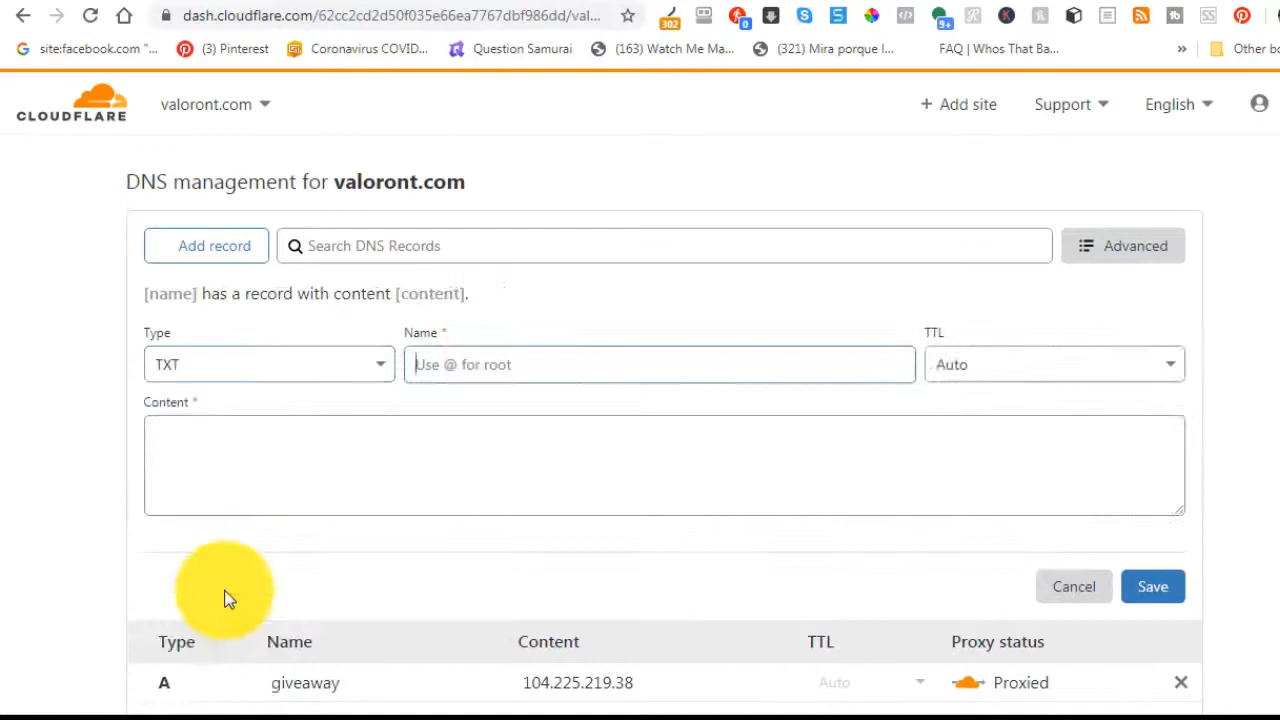 dash.cloudflare.com/62cc2cd2d50f035e66ea7767dbf986dd/val...
302
0
9+
site:facebook.com "...
(3) Pinterest
Coronavirus COVID...
Question Samurai
(163) Watch Me Ma...
(321) Mira porque l...
FAQ | Whos That Ba...
»
Other bo
CLOUDFLARE
valoront.com
+ Add site
Support
English
DNS management for valoront.com
Add record
Search DNS Records
Advanced
[name] has a record with content [content].
Type
Name *
TTL
TXT
Use @ for root
Auto
Content *
Cancel
Save
Type
Name
Content
TTL
Proxy status
A
giveaway
104.225.219.38
Auto
Proxied